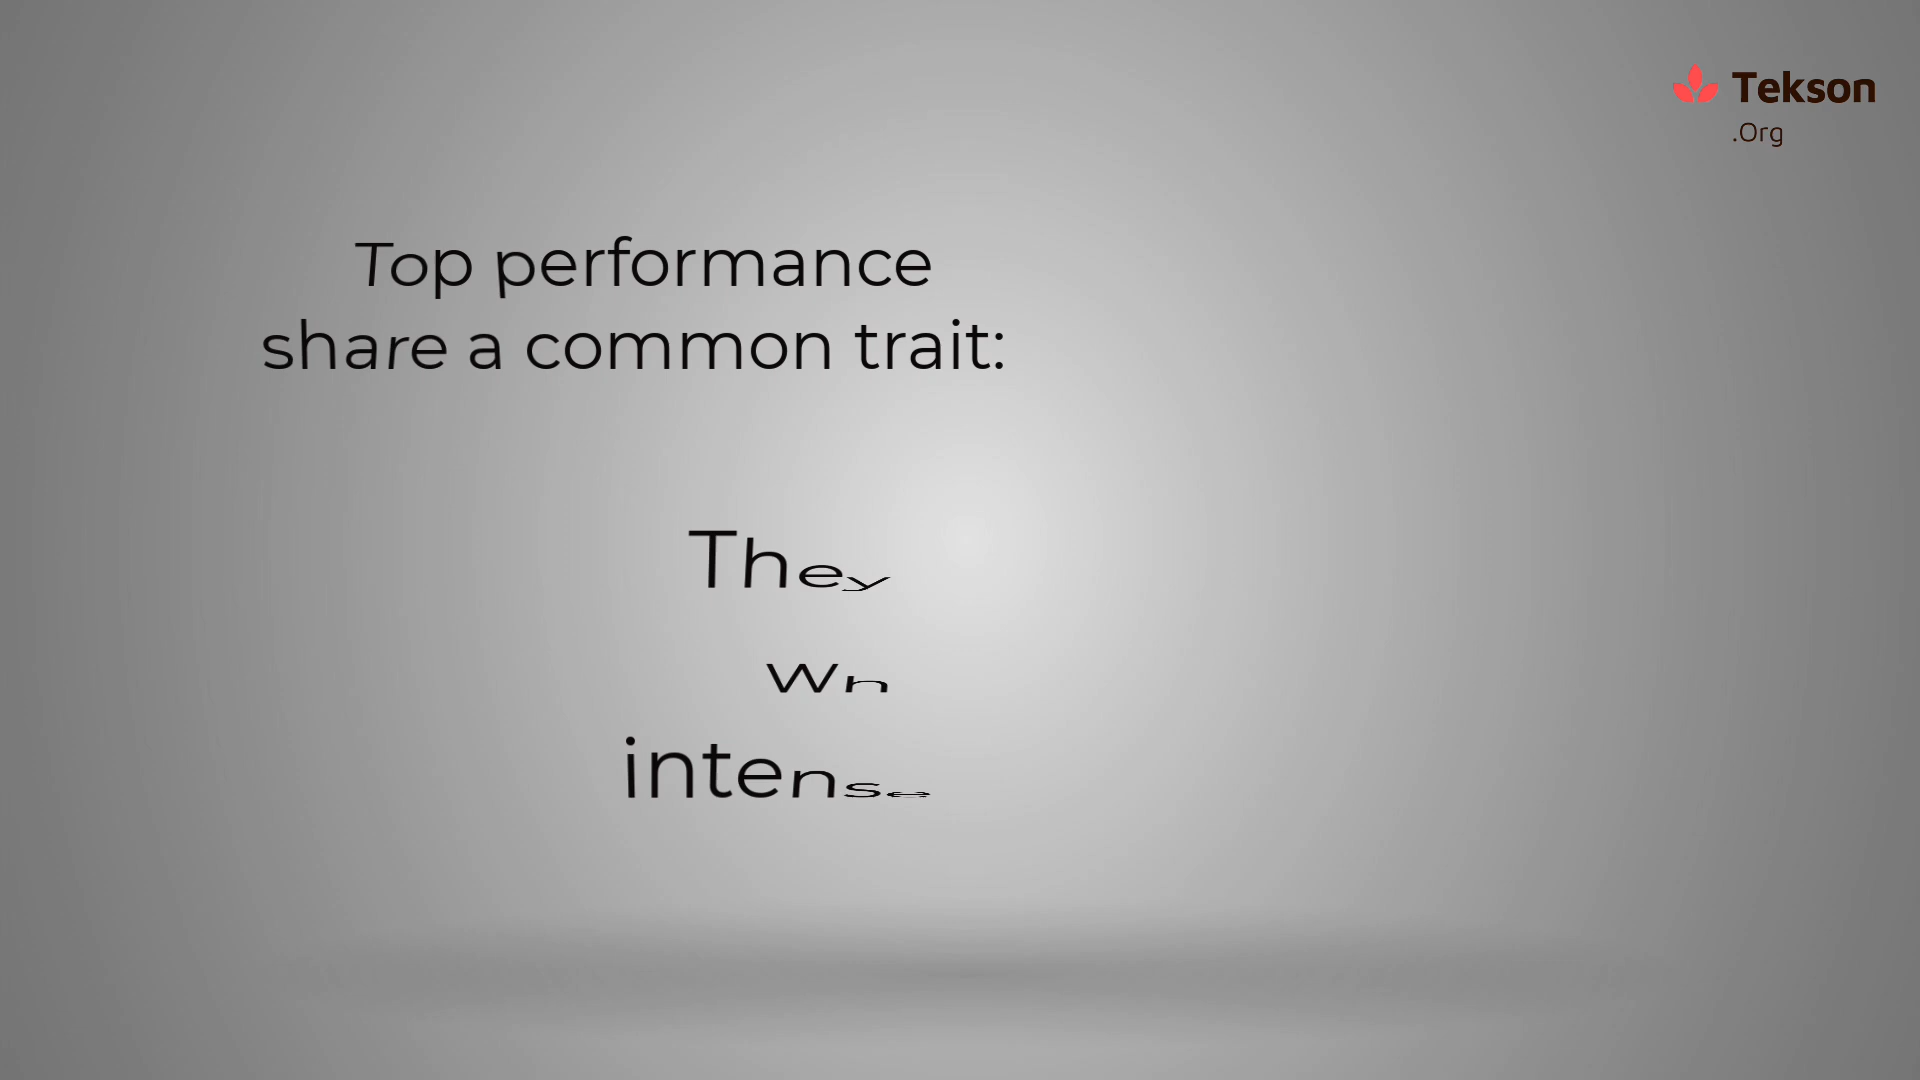 Tekson
.Org
Top performance
share a common trait:
They
intense